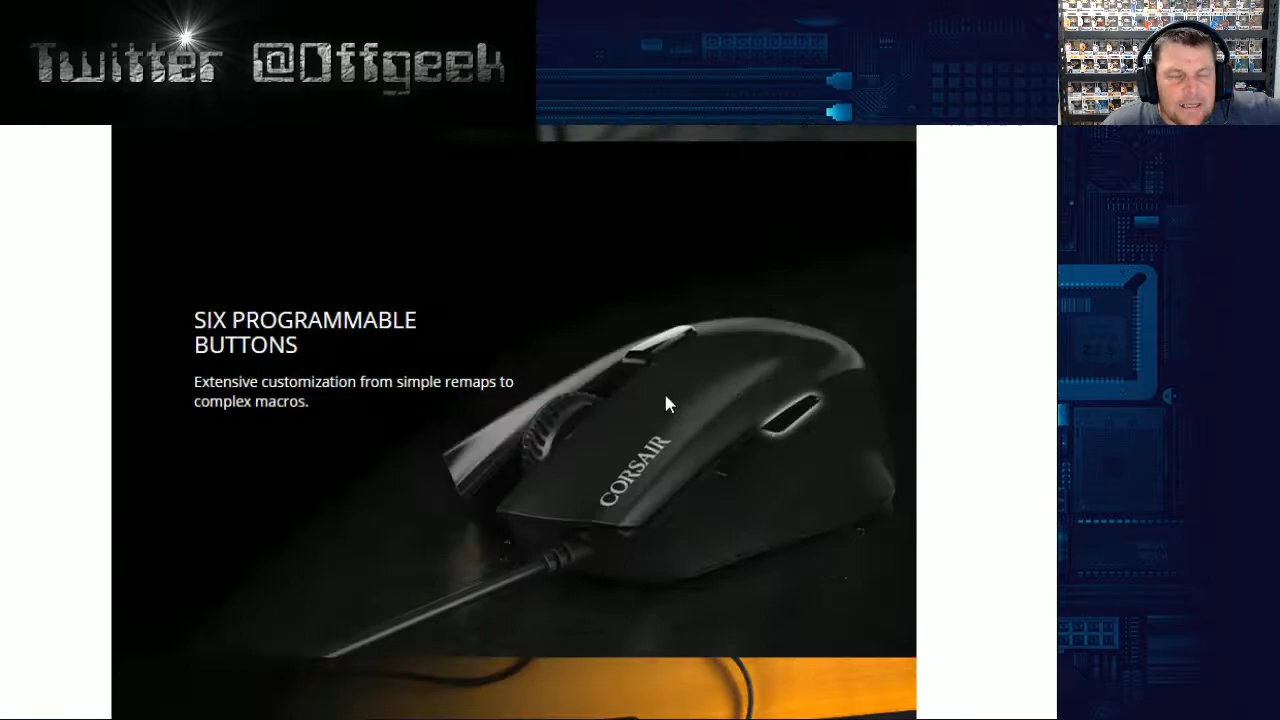 Twitter @Offgeek
SIX PROGRAMMABLE
BUTTONS
Extensive customization from simple remaps to
complex macros.
CORSAIR